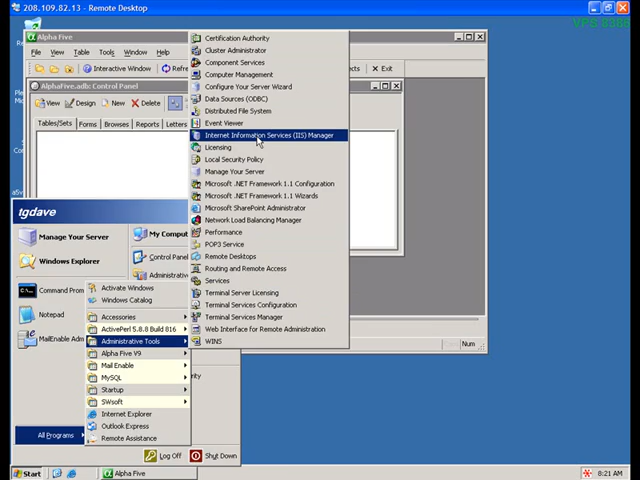 208.109.82.13 - Remote Desktop
VPS 3386
Alpha Five
File View Tools Window
Interactive Window Refre
Exit
AlphaFive.adb: Control Panel
View Design New Delete
Tables/Sets Forms Browses Reports Letters
Certification Authority
Cluster Administrator
Component Services
Computer Management
Configure Your Server Wizard
Data Sources (ODBC)
Distributed File System
Event Viewer
Internet Information Services (IIS) Manager
Licensing
Local Security Policy
Manage Your Server
Microsoft .NET Framework 1.1 Configuration
Microsoft .NET Framework 1.1 Wizards
Microsoft SharePoint Administrator
Network Load Balancing Manager
Performance
POP3 Service
Remote Desktops
Routing and Remote Access
Services
Terminal Server Licensing
Terminal Services Configuration
Terminal Services Manager
Web Interface for Remote Administration
WINS
tgdave
Manage Your Server
Windows Explorer
Command Prom
Notepad
MailEnable Adm
My Compu
Control Panel
Administrativ
Activate Windows
Windows Catalog
Accessories
ActivePerl 5.8.8 Build 816
Administrative Tools
Alpha Five V9
Mail Enable
MySQL
Startup
SWsoft
Internet Explorer
Outlook Express
Remote Assistance
All Programs
Log Off Shut Down
Num
Start
Alpha Five
8:21 AM